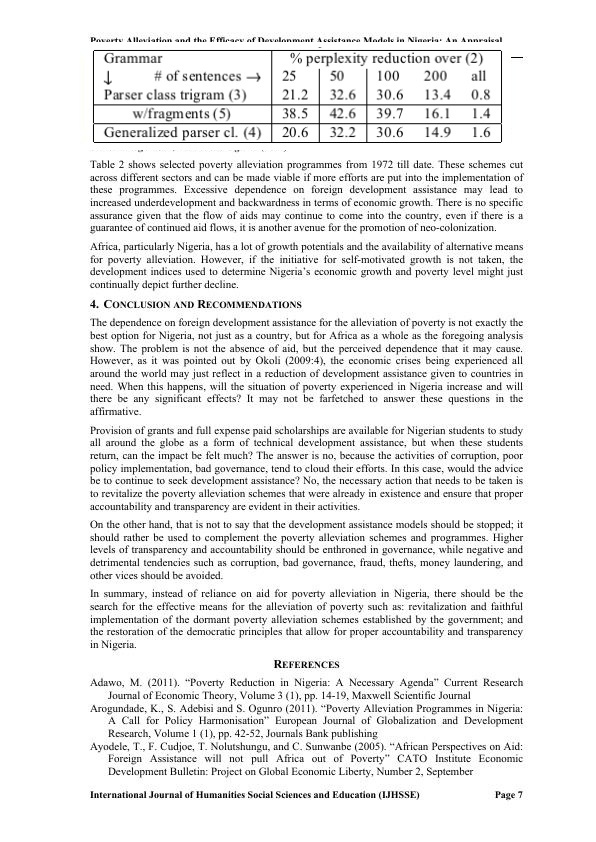 Poverty Alleviation and the Efficacy of Development Assistance Models in Nigeria: An Appraisal
Grammar % perplexity reduction over (2)
↓ # of sentences → 25 50 100 200 all
Parser class trigram (3) 21.2 32.6 30.6 13.4 0.8
w/fragments (5) 38.5 42.6 39.7 16.1 1.4
Generalized parser cl. (4) 20.6 32.2 30.6 14.9 1.6
Table 2 shows selected poverty alleviation programmes from 1972 till date. These schemes cut
across different sectors and can be made viable if more efforts are put into the implementation of
these programmes. Excessive dependence on foreign development assistance may lead to
increased underdevelopment and backwardness in terms of economic growth. There is no specific
assurance given that the flow of aids may continue to come into the country, even if there is a
guarantee of continued aid flows, it is another avenue for the promotion of neo-colonization.
Africa, particularly Nigeria, has a lot of growth potentials and the availability of alternative means
for poverty alleviation. However, if the initiative for self-motivated growth is not taken, the
development indices used to determine Nigeria's economic growth and poverty level might just
continually depict further decline.
4. CONCLUSION AND RECOMMENDATIONS
The dependence on foreign development assistance for the alleviation of poverty is not exactly the
best option for Nigeria, not just as a country, but for Africa as a whole as the foregoing analysis
show. The problem is not the absence of aid, but the perceived dependence that it may cause.
However, as it was pointed out by Okoli (2009:4), the economic crises being experienced all
around the world may just reflect in a reduction of development assistance given to countries in
need. When this happens, will the situation of poverty experienced in Nigeria increase and will
there be any significant effects? It may not be farfetched to answer these questions in the
affirmative.
Provision of grants and full expense paid scholarships are available for Nigerian students to study
all around the globe as a form of technical development assistance, but when these students
return, can the impact be felt much? The answer is no, because the activities of corruption, poor
policy implementation, bad governance, tend to cloud their efforts. In this case, would the advice
be to continue to seek development assistance? No, the necessary action that needs to be taken is
to revitalize the poverty alleviation schemes that were already in existence and ensure that proper
accountability and transparency are evident in their activities.
On the other hand, that is not to say that the development assistance models should be stopped; it
should rather be used to complement the poverty alleviation schemes and programmes. Higher
levels of transparency and accountability should be enthroned in governance, while negative and
detrimental tendencies such as corruption, bad governance, fraud, thefts, money laundering, and
other vices should be avoided.
In summary, instead of reliance on aid for poverty alleviation in Nigeria, there should be the
search for the effective means for the alleviation of poverty such as: revitalization and faithful
implementation of the dormant poverty alleviation schemes established by the government; and
the restoration of the democratic principles that allow for proper accountability and transparency
in Nigeria.
REFERENCES
Adawo, M. (2011). "Poverty Reduction in Nigeria: A Necessary Agenda" Current Research
Journal of Economic Theory, Volume 3 (1), pp. 14-19, Maxwell Scientific Journal
Arogundade, K., S. Adebisi and S. Ogunro (2011). "Poverty Alleviation Programmes in Nigeria:
A Call for Policy Harmonisation" European Journal of Globalization and Development
Research, Volume 1 (1), pp. 42-52, Journals Bank publishing
Ayodele, T., F. Cudjoe, T. Nolutshungu, and C. Sunwanbe (2005). "African Perspectives on Aid:
Foreign Assistance will not pull Africa out of Poverty" CATO Institute Economic
Development Bulletin: Project on Global Economic Liberty, Number 2, September
International Journal of Humanities Social Sciences and Education (IJHSSE) Page 7